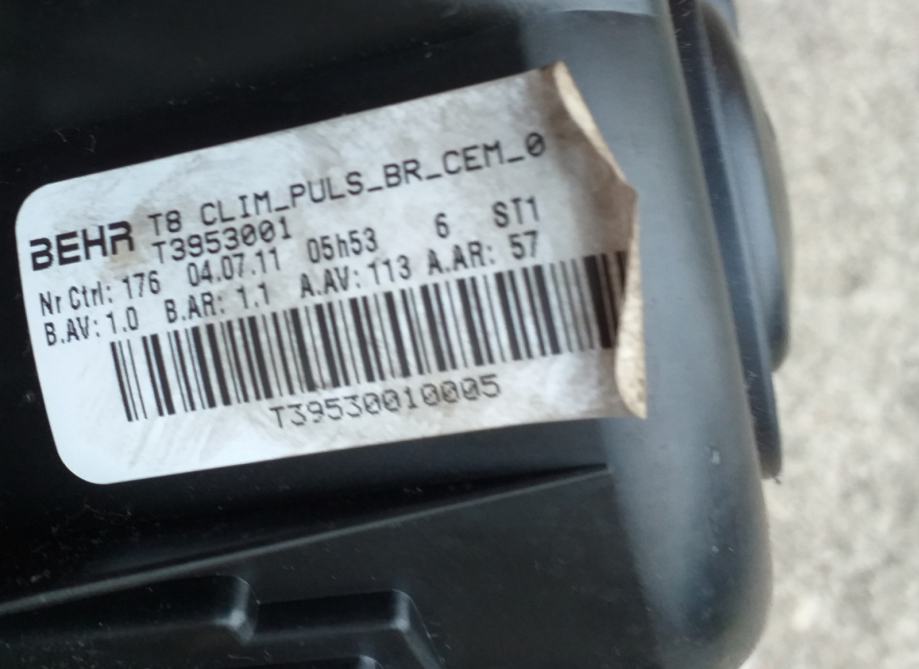 BEHR T8 CLIM_PULS_BR_CEM_0
T3953001
Nr Ctrl: 176 04.07.11 05h53 6 ST1
B.AV: 1.0 B.AR: 1.1 A.AV: 113 A.AR: 57
T39530010005